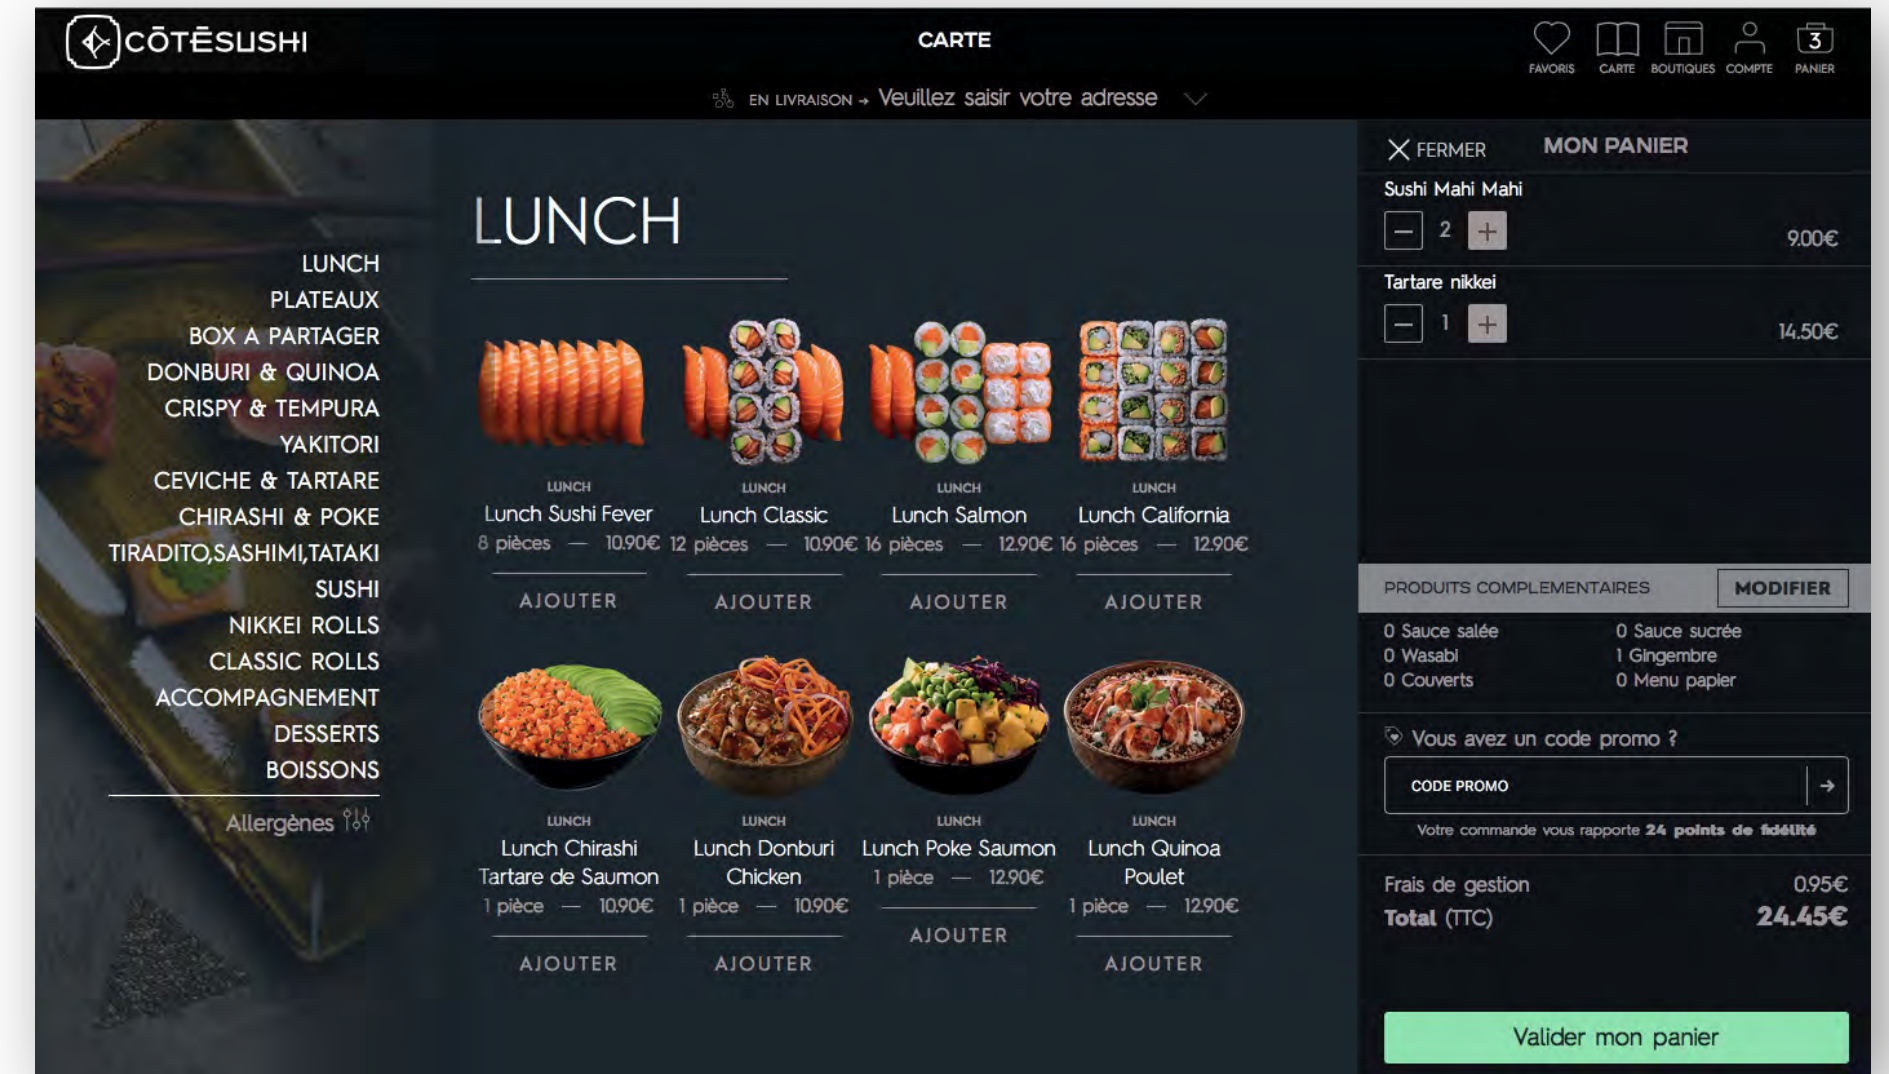 CŌTĒSUSHI
CARTE
FAVORIS
CARTE
BOUTIQUES
COMPTE
3
PANIER
EN LIVRAISON → Veuillez saisir votre adresse
LUNCH
PLATEAUX
BOX A PARTAGER
DONBURI & QUINOA
CRISPY & TEMPURA
YAKITORI
CEVICHE & TARTARE
CHIRASHI & POKE
TIRADITO,SASHIMI,TATAKI
SUSHI
NIKKEI ROLLS
CLASSIC ROLLS
ACCOMPAGNEMENT
DESSERTS
BOISSONS
Allergènes
LUNCH
LUNCH
Lunch Sushi Fever
8 pièces — 10.90€
AJOUTER
LUNCH
Lunch Classic
12 pièces — 10.90€
AJOUTER
LUNCH
Lunch Salmon
16 pièces — 12.90€
AJOUTER
LUNCH
Lunch California
16 pièces — 12.90€
AJOUTER
LUNCH
Lunch Chirashi
Tartare de Saumon
1 pièce — 10.90€
AJOUTER
LUNCH
Lunch Donburi
Chicken
1 pièce — 10.90€
AJOUTER
LUNCH
Lunch Poke Saumon
1 pièce — 12.90€
AJOUTER
LUNCH
Lunch Quinoa
Poulet
1 pièce — 12.90€
AJOUTER
FERMER
MON PANIER
Sushi Mahi Mahi
− 2 +
9.00€
Tartare nikkei
− 1 +
14.50€
PRODUITS COMPLEMENTAIRES
MODIFIER
0 Sauce salée
0 Sauce sucrée
0 Wasabi
1 Gingembre
0 Couverts
0 Menu papier
Vous avez un code promo ?
CODE PROMO →
Votre commande vous rapporte 24 points de fidélité
Frais de gestion 0.95€
Total (TTC) 24.45€
Valider mon panier